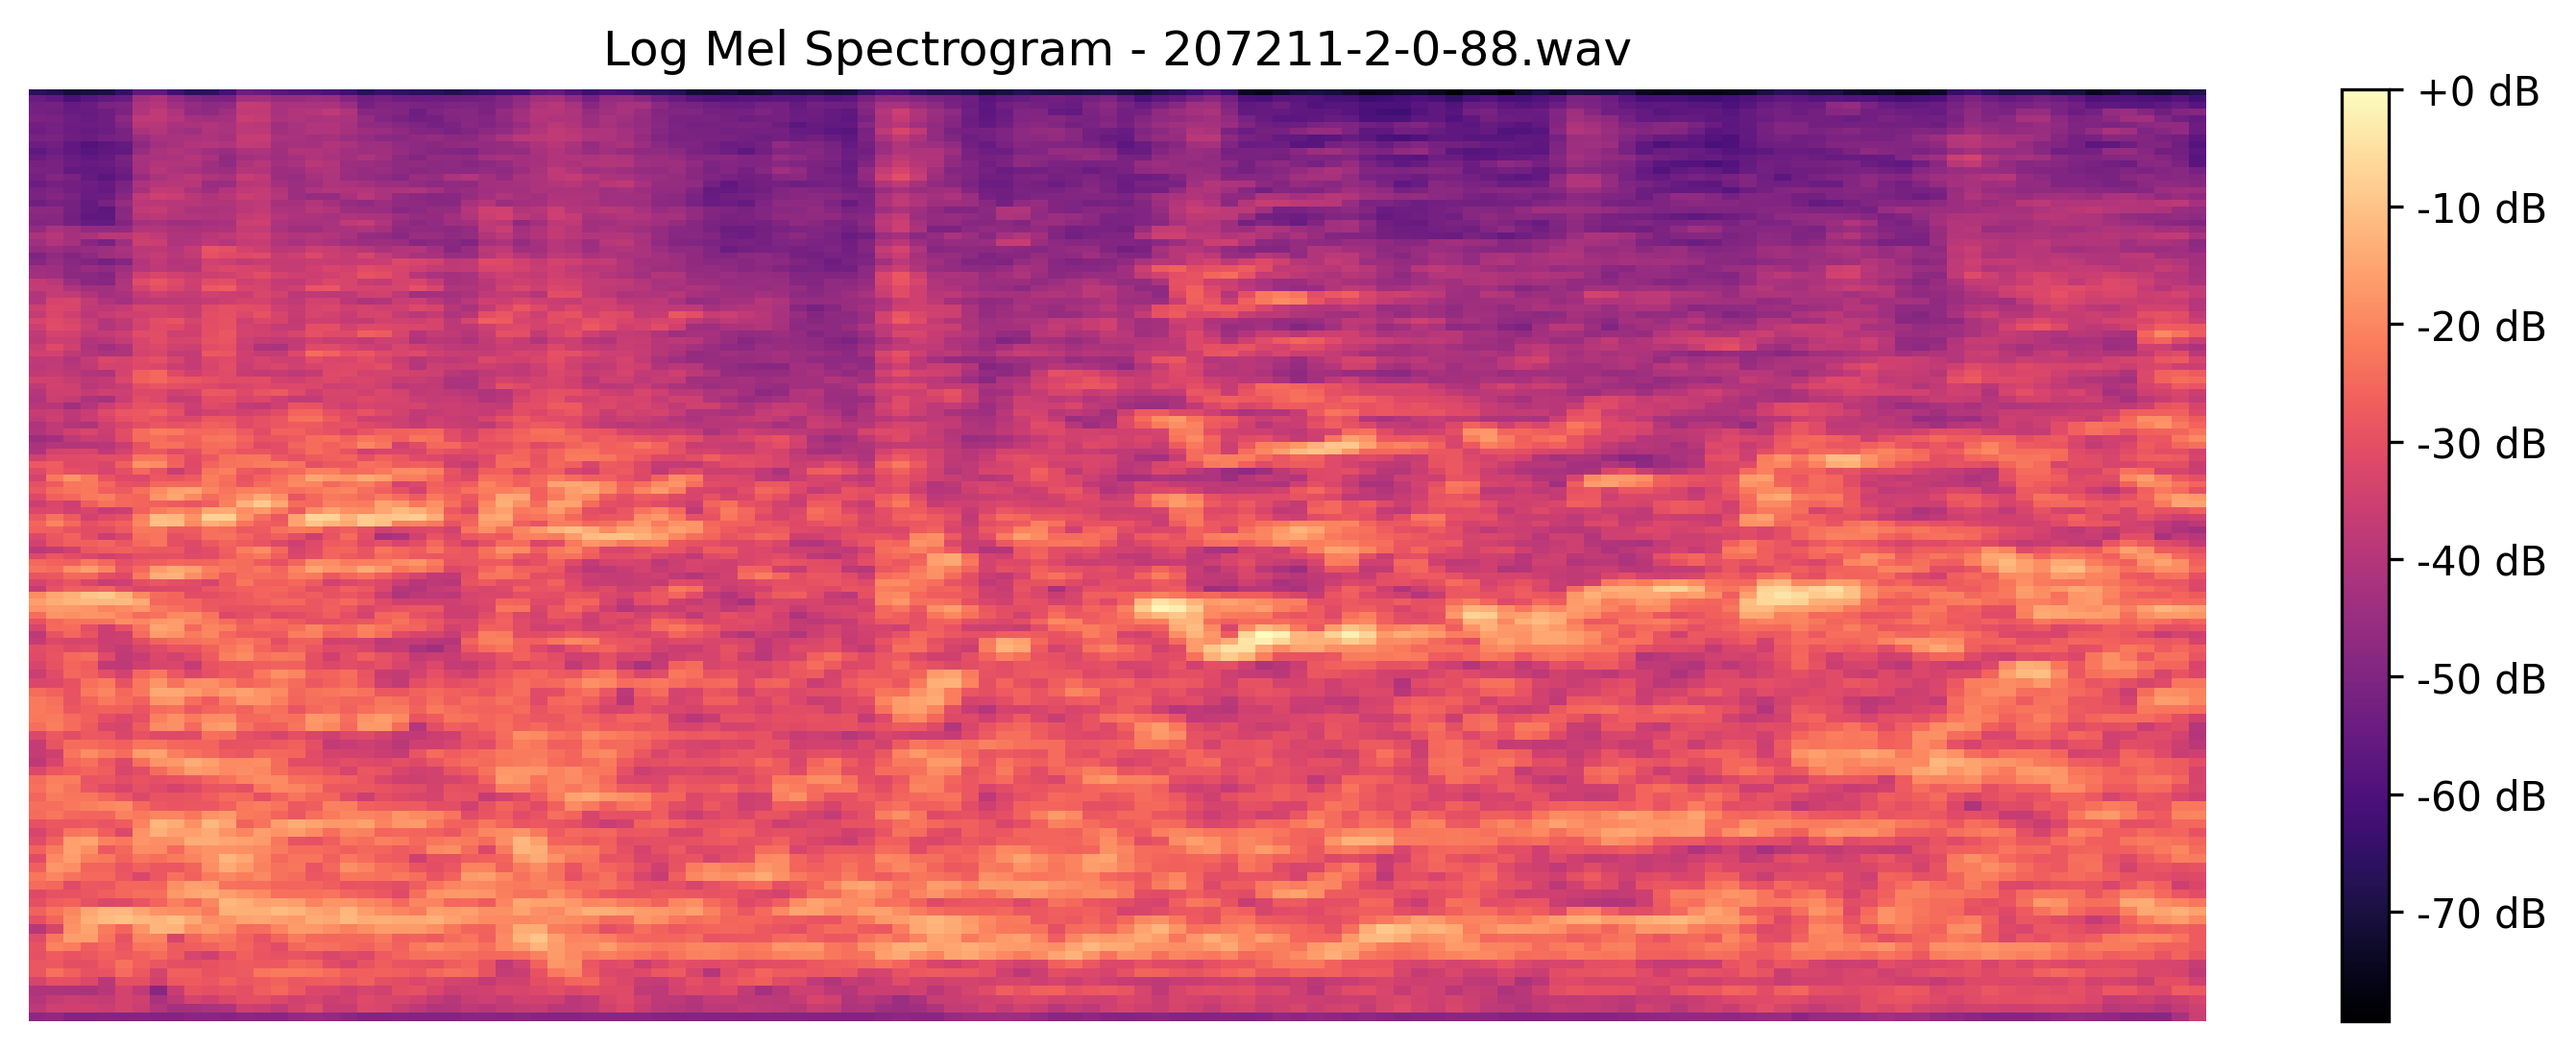 Log Mel Spectrogram - 207211-2-0-88.wav
+0 dB
-10 dB
-20 dB
-30 dB
-40 dB
-50 dB
-60 dB
-70 dB